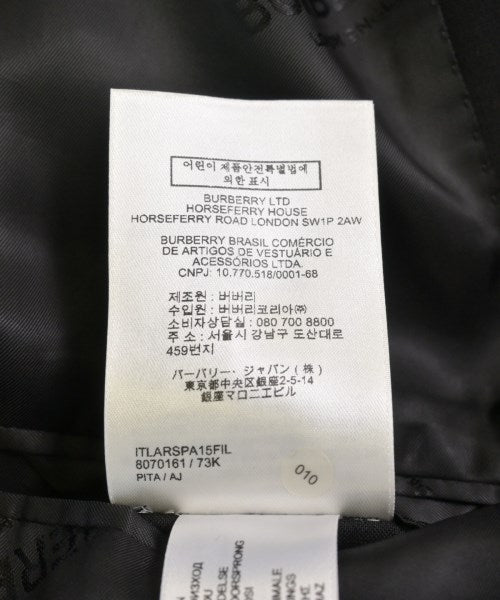 어린이 제품안전특별법에
의한 표시
BURBERRY LTD
HORSEFERRY HOUSE
HORSEFERRY ROAD LONDON SW1P 2AW
BURBERRY BRASIL COMÉRCIO
DE ARTIGOS DE VESTUÁRIO E
ACESSÓRIOS LTDA.
CNPJ: 10.770.518/0001-68
제조원 : 버버리
수입원 : 버버리코리아㈜
소비자상담실 : 080 700 8800
주 소 : 서울시 강남구 도산대로
459번지
バーバリー・ジャパン(株)
東京都中央区銀座2-5-14
銀座マロニエビル
ITLARSPA15FIL
8070161 / 73K
PITA / AJ
010